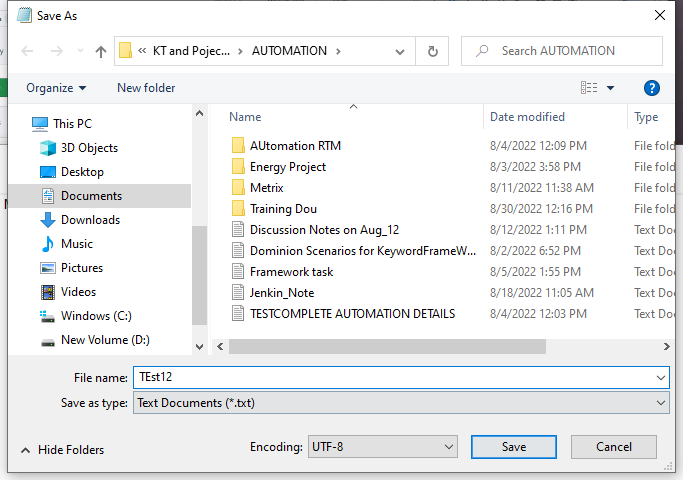 Save As
« KT and Pojec... > AUTOMATION >
Search AUTOMATION
Organize
New folder
Name Date modified Type
This PC
3D Objects
Desktop
Documents
Downloads
Music
Pictures
Videos
Windows (C:)
New Volume (D:)
AUtomation RTM 8/4/2022 12:09 PM File fold
Energy Project 8/3/2022 3:58 PM File fold
Metrix 8/11/2022 11:38 AM File fold
Training Dou 8/30/2022 12:16 PM File fold
Discussion Notes on Aug_12 8/12/2022 1:11 PM Text Do
Dominion Scenarios for KeywordFrameW... 8/2/2022 6:52 PM Text Do
Framework task 8/5/2022 1:55 PM Text Do
Jenkin_Note 8/18/2022 11:05 AM Text Do
TESTCOMPLETE AUTOMATION DETAILS 8/4/2022 12:03 PM Text Do
File name: TEst12
Save as type: Text Documents (*.txt)
Hide Folders
Encoding: UTF-8
Save
Cancel